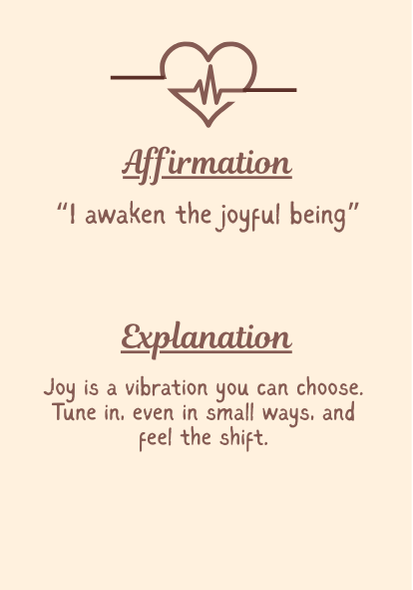 Affirmation
“I awaken the joyful being”
Explanation
Joy is a vibration you can choose.
Tune in, even in small ways, and
feel the shift.